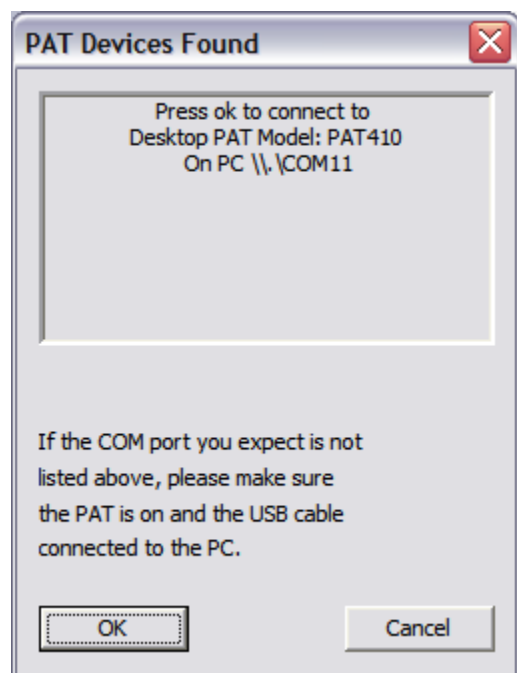 PAT Devices Found
Press ok to connect to
Desktop PAT Model: PAT410
On PC \\.\COM11
If the COM port you expect is not
listed above, please make sure
the PAT is on and the USB cable
connected to the PC.
OK
Cancel